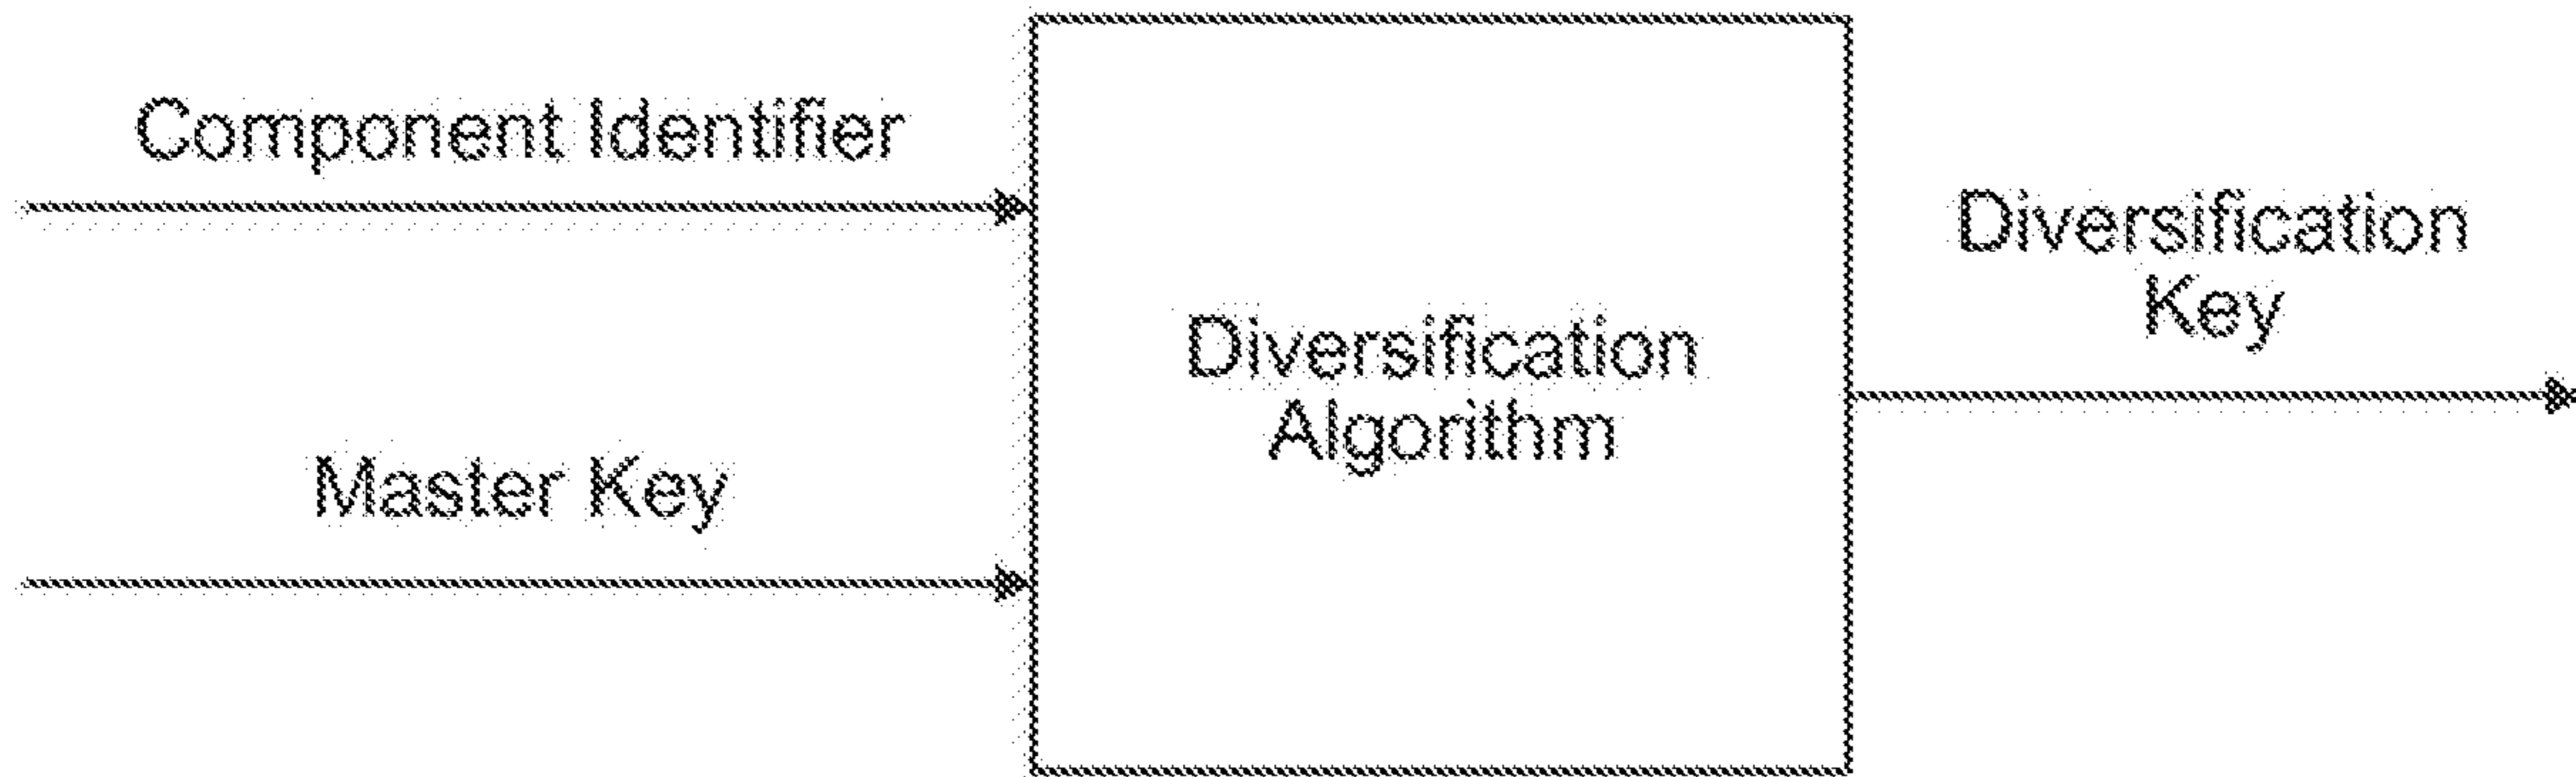 Component Identifier
Master Key
Diversification
Algorithm
Diversification
Key